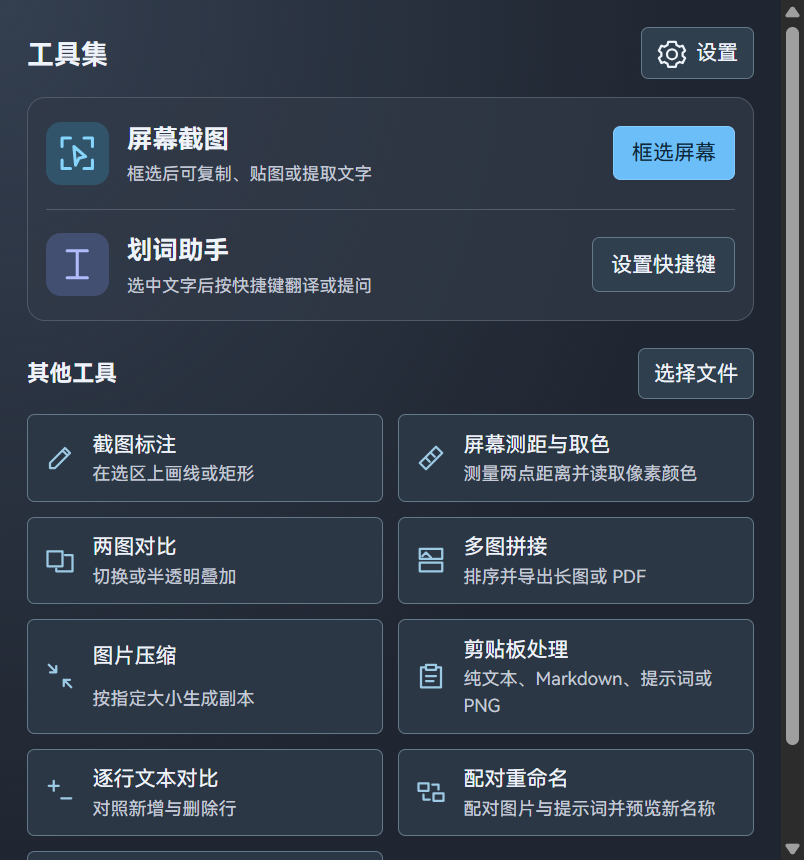 工具集
设置
屏幕截图
框选后可复制、贴图或提取文字
框选屏幕
划词助手
选中文字后按快捷键翻译或提问
设置快捷键
其他工具
选择文件
截图标注
在选区上画线或矩形
屏幕测距与取色
测量两点距离并读取像素颜色
两图对比
切换或半透明叠加
多图拼接
排序并导出长图或 PDF
图片压缩
按指定大小生成副本
剪贴板处理
纯文本、Markdown、提示词或
PNG
逐行文本对比
对照新增与删除行
配对重命名
配对图片与提示词并预览新名称